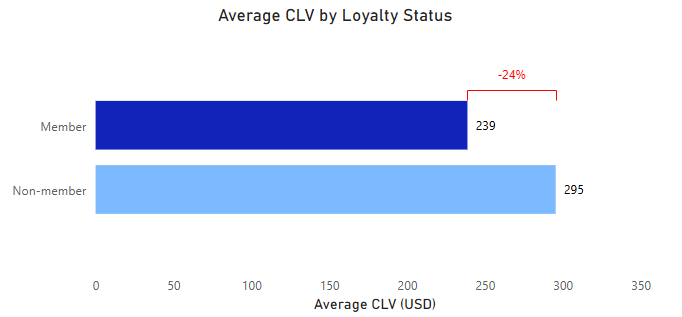 Average CLV by Loyalty Status
-24%
Member
239
Non-member
295
0 50 100 150 200 250 300 350
Average CLV (USD)